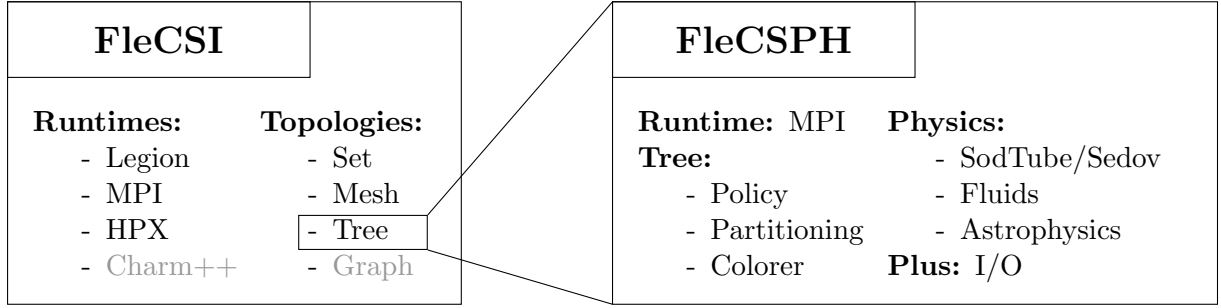 FleCSI
Runtimes:
- Legion
- MPI
- HPX
- Charm++
Topologies:
- Set
- Mesh
- Tree
- Graph
FleCSPH
Runtime: MPI
Tree:
- Policy
- Partitioning
- Colorer
Physics:
- SodTube/Sedov
- Fluids
- Astrophysics
Plus: I/O